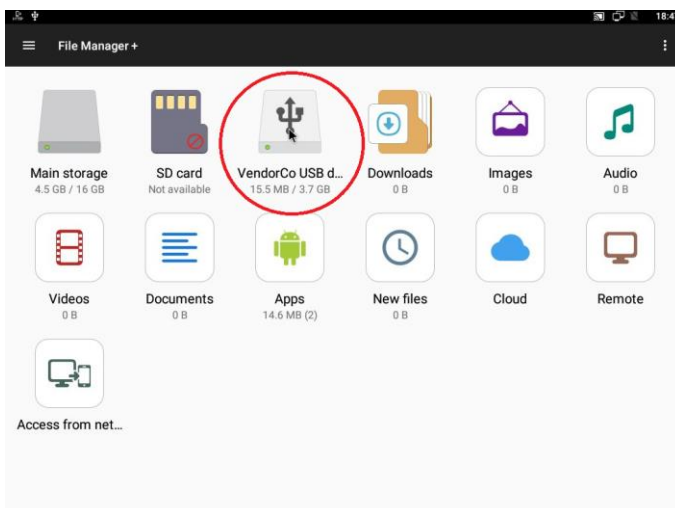 18:4
File Manager +
Main storage
4.5 GB / 16 GB
SD card
Not available
VendorCo USB d...
15.5 MB / 3.7 GB
Downloads
0 B
Images
0 B
Audio
0 B
Videos
0 B
Documents
0 B
Apps
14.6 MB (2)
New files
0 B
Cloud
Remote
Access from net...